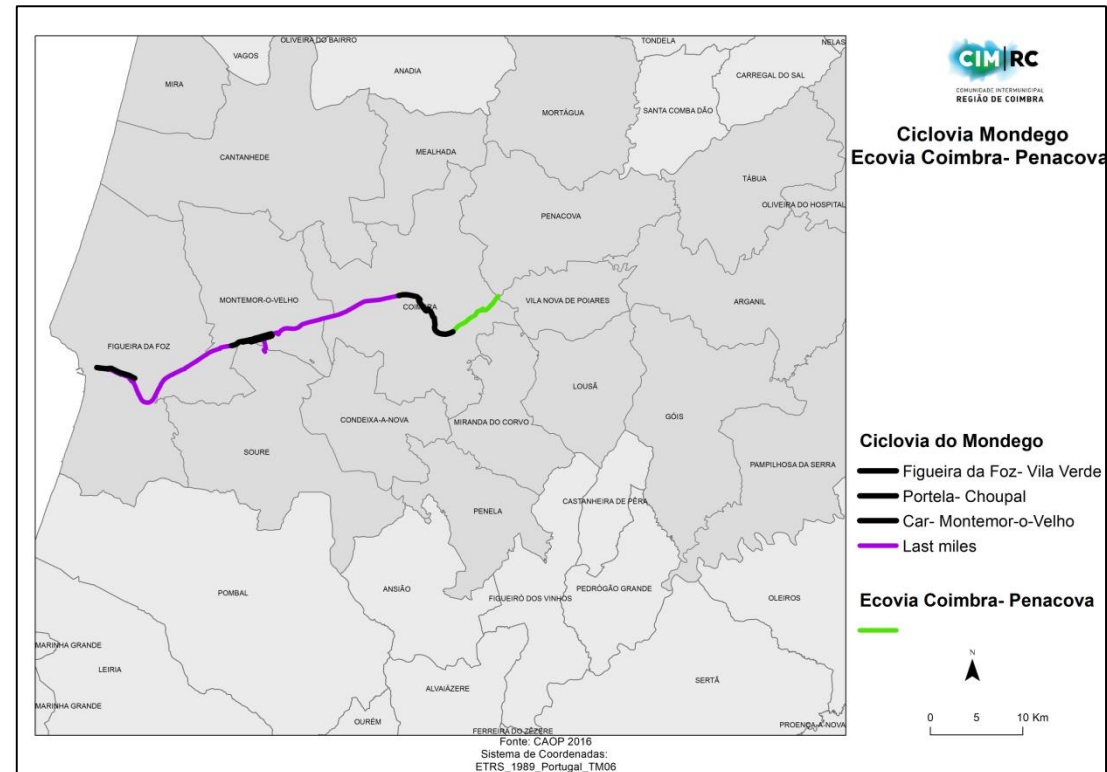 OLIVEIRA DO BAIRRO
TONDELA
NELAS
VAGOS
ANADIA
CARREGAL DO SAL
MIRA
MORTÁGUA
SANTA COMBA DÃO
CANTANHEDE
MEALHADA
TÁBUA
OLIVEIRA DO HOSPITAL
PENACOVA
MONTEMOR-O-VELHO
COIMBRA
VILA NOVA DE POIARES
ARGANIL
FIGUEIRA DA FOZ
LOUSÃ
GÓIS
CONDEIXA-A-NOVA
MIRANDA DO CORVO
SOURE
PAMPILHOSA DA SERRA
CASTANHEIRA DE PÊRA
PENELA
POMBAL
ANSIÃO
PEDRÓGÃO GRANDE
FIGUEIRÓ DOS VINHOS
OLEIROS
MARINHA GRANDE
LEIRIA
SERTÃ
ALVAIÁZERE
MARINHA GRANDE
OURÉM
PROENÇA-A-NOVA
FERREIRA DO ZÊZERE
Fonte: CAOP 2016
Sistema de Coordenadas:
ETRS_1989_Portugal_TM06
CIM|RC
COMUNIDADE INTERMUNICIPAL
REGIÃO DE COIMBRA
Ciclovia Mondego
Ecovia Coimbra- Penacova
Ciclovia do Mondego
Figueira da Foz- Vila Verde
Portela- Choupal
Car- Montemor-o-Velho
Last miles
Ecovia Coimbra- Penacova
N
0 5 10 Km